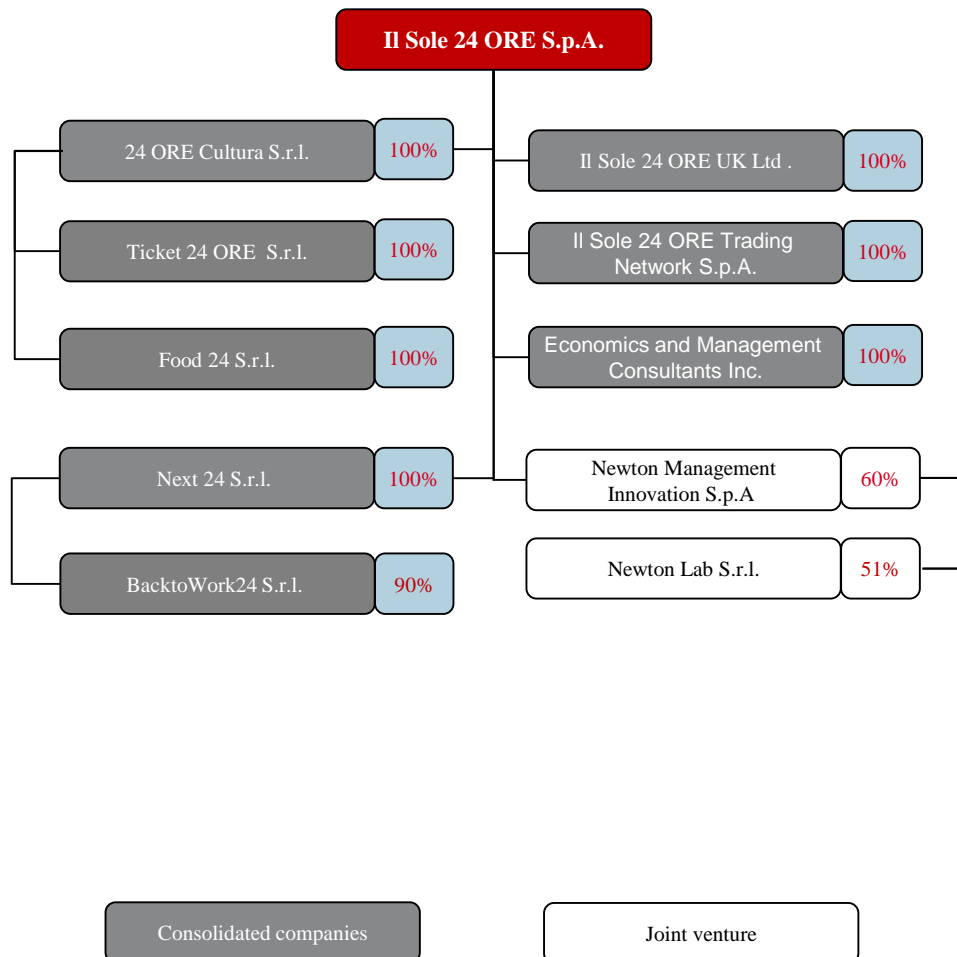 Il Sole 24 ORE S.p.A.
24 ORE Cultura S.r.l.
100%
Ticket 24 ORE S.r.l.
100%
Food 24 S.r.l.
100%
Next 24 S.r.l.
100%
BacktoWork24 S.r.l.
90%
Il Sole 24 ORE UK Ltd .
100%
Il Sole 24 ORE Trading
Network S.p.A.
100%
Economics and Management
Consultants Inc.
100%
Newton Management
Innovation S.p.A
60%
Newton Lab S.r.l.
51%
Consolidated companies
Joint venture